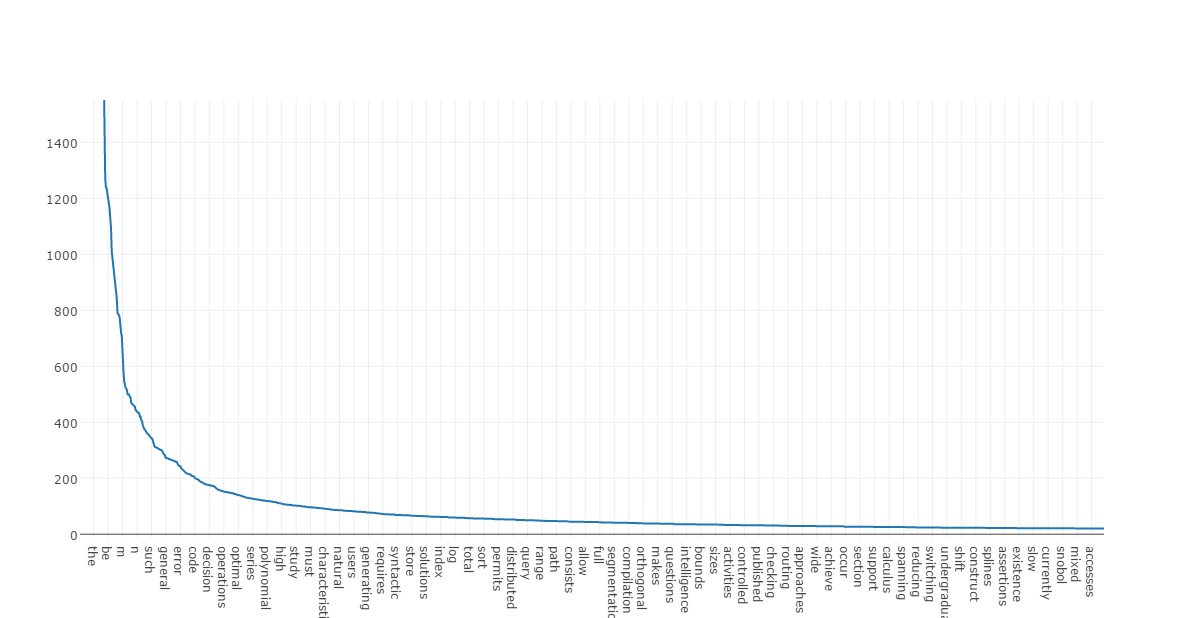 1400
1200
1000
800
600
400
200
0
the
be
m
n
such
general
error
code
decision
operations
optimal
series
polynomial
high
study
must
characteristi
natural
users
generating
requires
syntactic
store
solutions
index
log
total
sort
permits
distributed
query
range
path
consists
allow
full
segmentatic
compilation
orthogonal
makes
questions
intelligence
bounds
sizes
activities
controlled
published
checking
routing
approaches
wide
achieve
occur
section
support
calculus
spanning
reducing
switching
undergradua
shift
construct
splines
assertions
existence
slow
currently
snobol
mixed
accesses